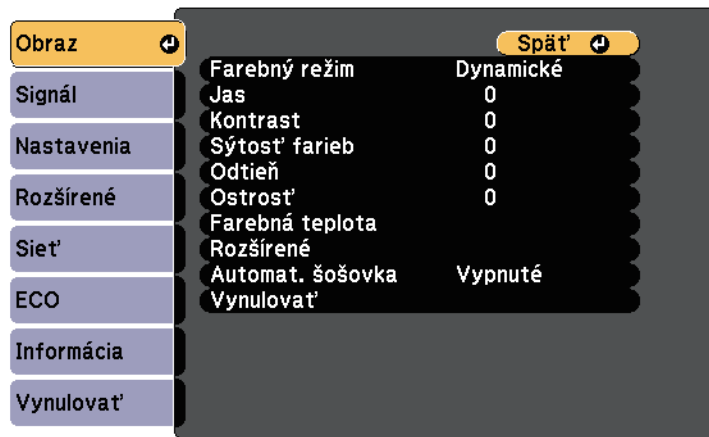 Obraz
Signál
Nastavenia
Rozšírené
Sieť
ECO
Informácia
Vynulovať
Späť
Farebný režim Dynamické
Jas 0
Kontrast 0
Sýtosť farieb 0
Odtieň 0
Ostrosť 0
Farebná teplota
Rozšírené
Automat. šošovka Vypnuté
Vynulovať